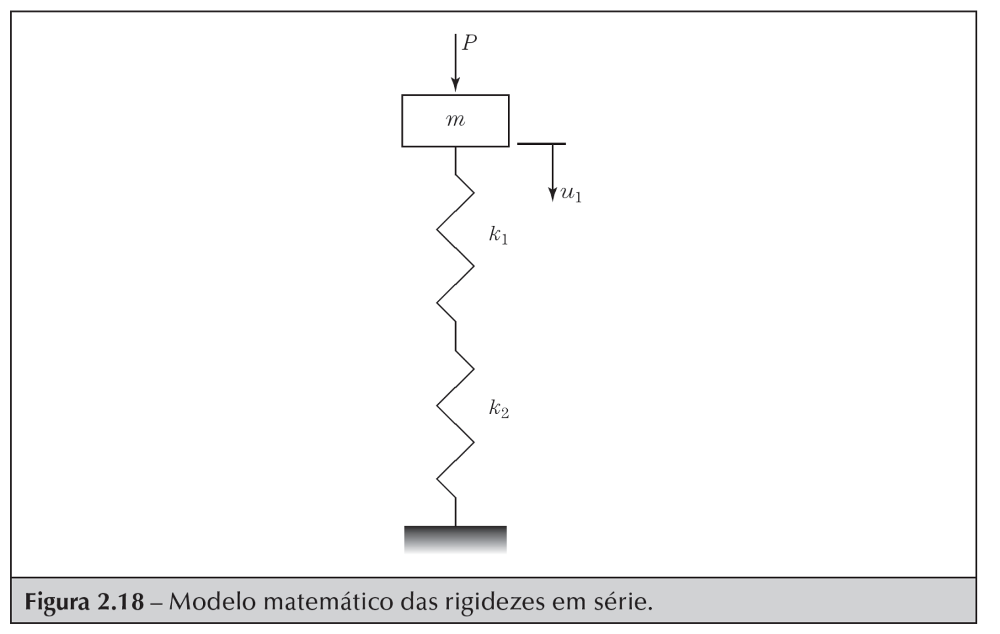 P
m
u₁
k₁
k₂
Figura 2.18 – Modelo matemático das rigidezes em série.